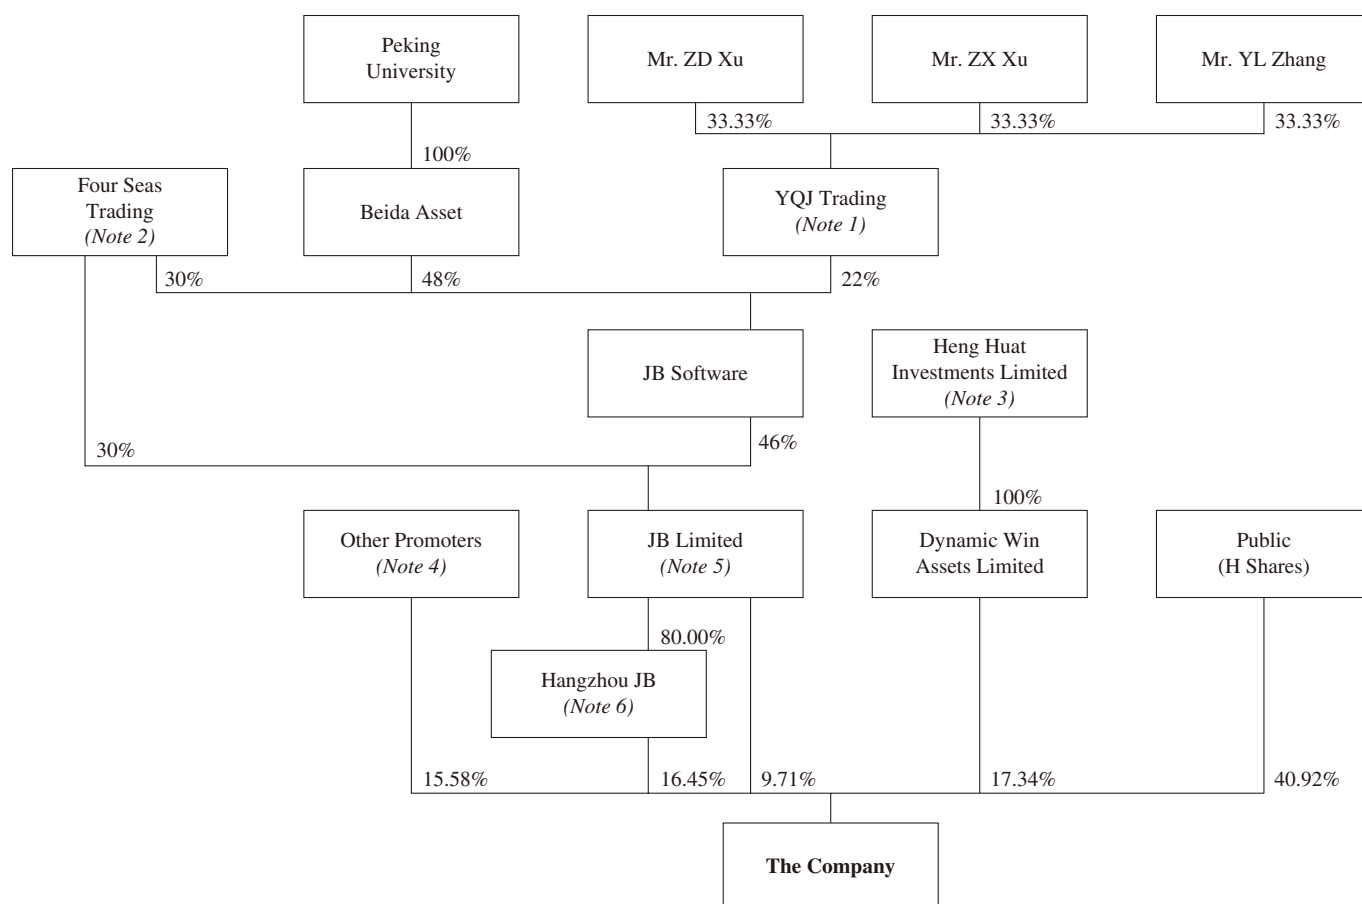 Peking
University
Mr. ZD Xu
Mr. ZX Xu
Mr. YL Zhang
33.33%
33.33%
33.33%
100%
Four Seas
Trading
(Note 2)
Beida Asset
YQJ Trading
(Note 1)
30%
48%
22%
JB Software
Heng Huat
Investments Limited
(Note 3)
30%
46%
100%
Other Promoters
(Note 4)
JB Limited
(Note 5)
Dynamic Win
Assets Limited
Public
(H Shares)
80.00%
Hangzhou JB
(Note 6)
15.58%
16.45%
9.71%
17.34%
40.92%
The Company